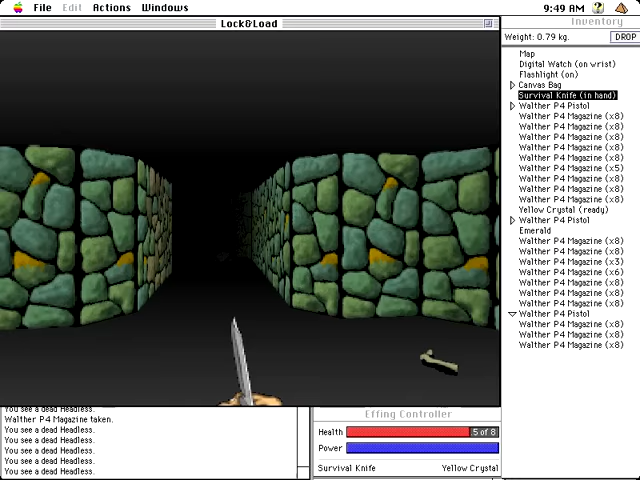 File Edit Actions Windows 9:49 AM
Lock&Load
Inventory
Weight: 0.79 kg. DROP
Map
Digital Watch (on wrist)
Flashlight (on)
Canvas Bag
Survival Knife (in hand)
Walther P4 Pistol
Walther P4 Magazine (x8)
Walther P4 Magazine (x8)
Walther P4 Magazine (x8)
Walther P4 Magazine (x8)
Walther P4 Magazine (x8)
Walther P4 Magazine (x5)
Walther P4 Magazine (x8)
Walther P4 Magazine (x8)
Walther P4 Magazine (x8)
Yellow Crystal (ready)
Walther P4 Pistol
Emerald
Walther P4 Magazine (x8)
Walther P4 Magazine (x8)
Walther P4 Magazine (x3)
Walther P4 Magazine (x6)
Walther P4 Magazine (x8)
Walther P4 Magazine (x8)
Walther P4 Magazine (x8)
Walther P4 Pistol
Walther P4 Magazine (x8)
Walther P4 Magazine (x8)
Walther P4 Magazine (x8)
You see a dead Headless.
Walther P4 Magazine taken.
You see a dead Headless.
You see a dead Headless.
You see a dead Headless.
You see a dead Headless.
You see a dead Headless.
Effing Controller
Health 5 of 8
Power
Survival Knife Yellow Crystal